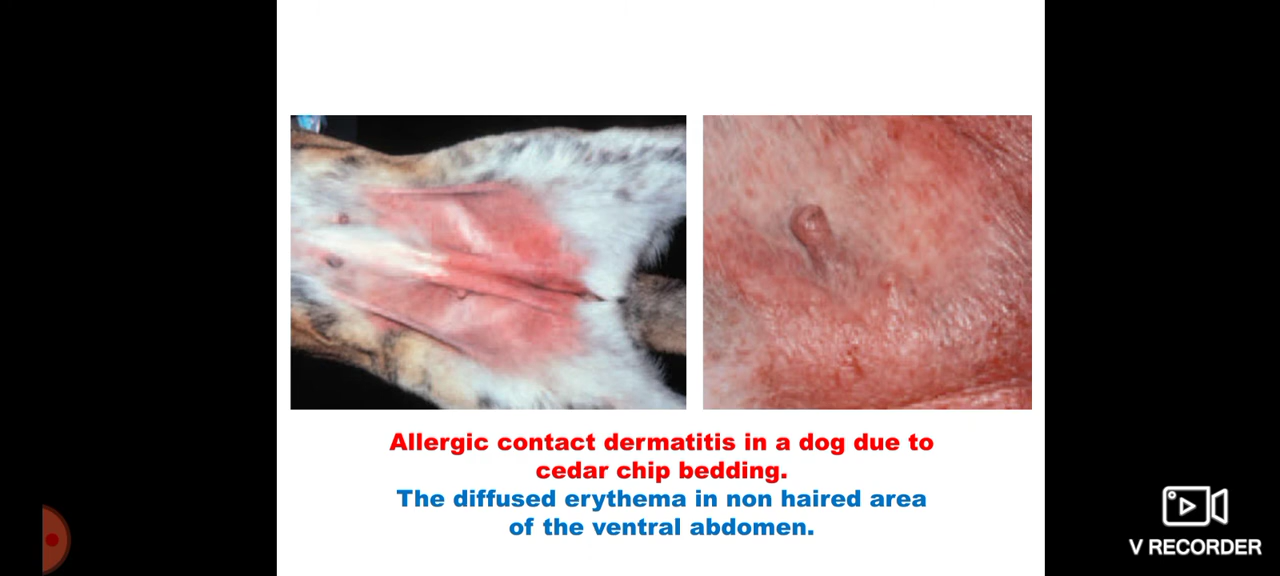 Allergic contact dermatitis in a dog due to
cedar chip bedding.
The diffused erythema in non haired area
of the ventral abdomen.
V RECORDER